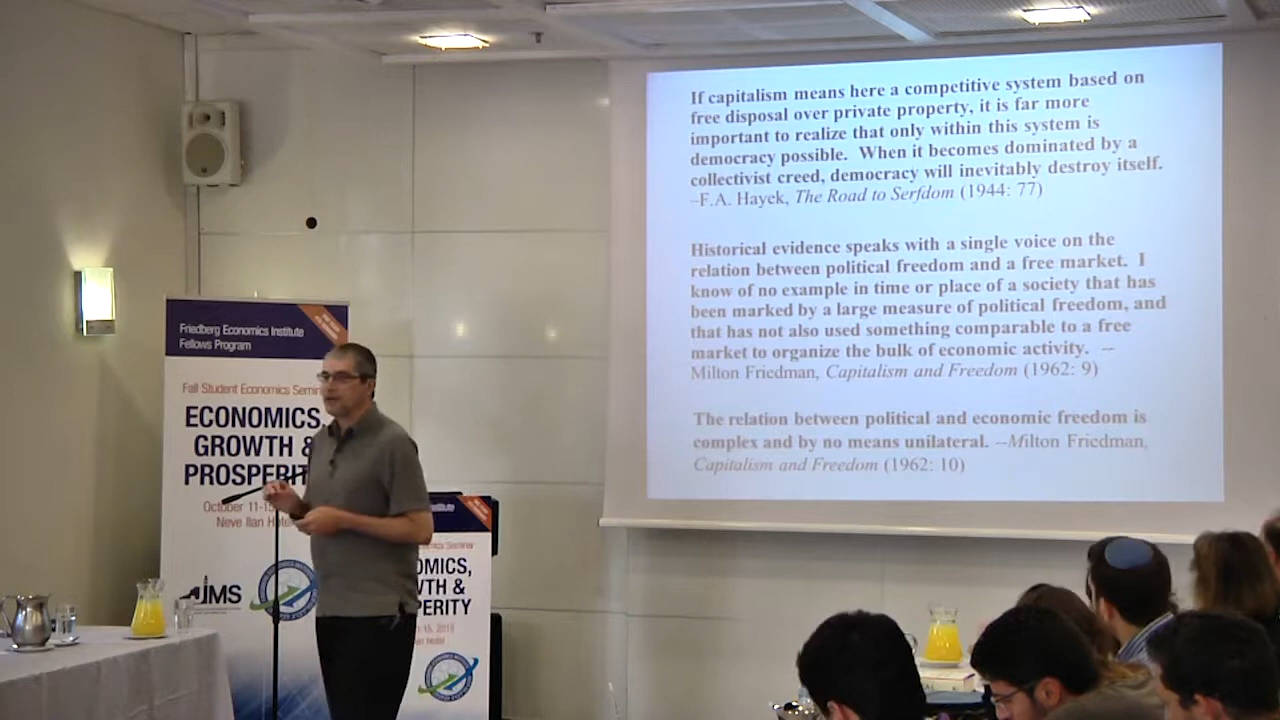 If capitalism means here a competitive system based on
free disposal over private property, it is far more
important to realize that only within this system is
democracy possible. When it becomes dominated by a
collectivist creed, democracy will inevitably destroy itself.
–F.A. Hayek, The Road to Serfdom (1944: 77)
Historical evidence speaks with a single voice on the
relation between political freedom and a free market. I
know of no example in time or place of a society that has
been marked by a large measure of political freedom, and
that has not also used something comparable to a free
market to organize the bulk of economic activity. –
Milton Friedman, Capitalism and Freedom (1962: 9)
The relation between political and economic freedom is
complex and by no means unilateral. --Milton Friedman,
Capitalism and Freedom (1962: 10)
Friedberg Economics Institute
Fellows Program
Fall Student Economics Semin
ECONOMICS,
GROWTH &
PROSPERIT
October 11-15
Neve Ilan Hotel
JIMS
OMICS,
WTH &
PERITY